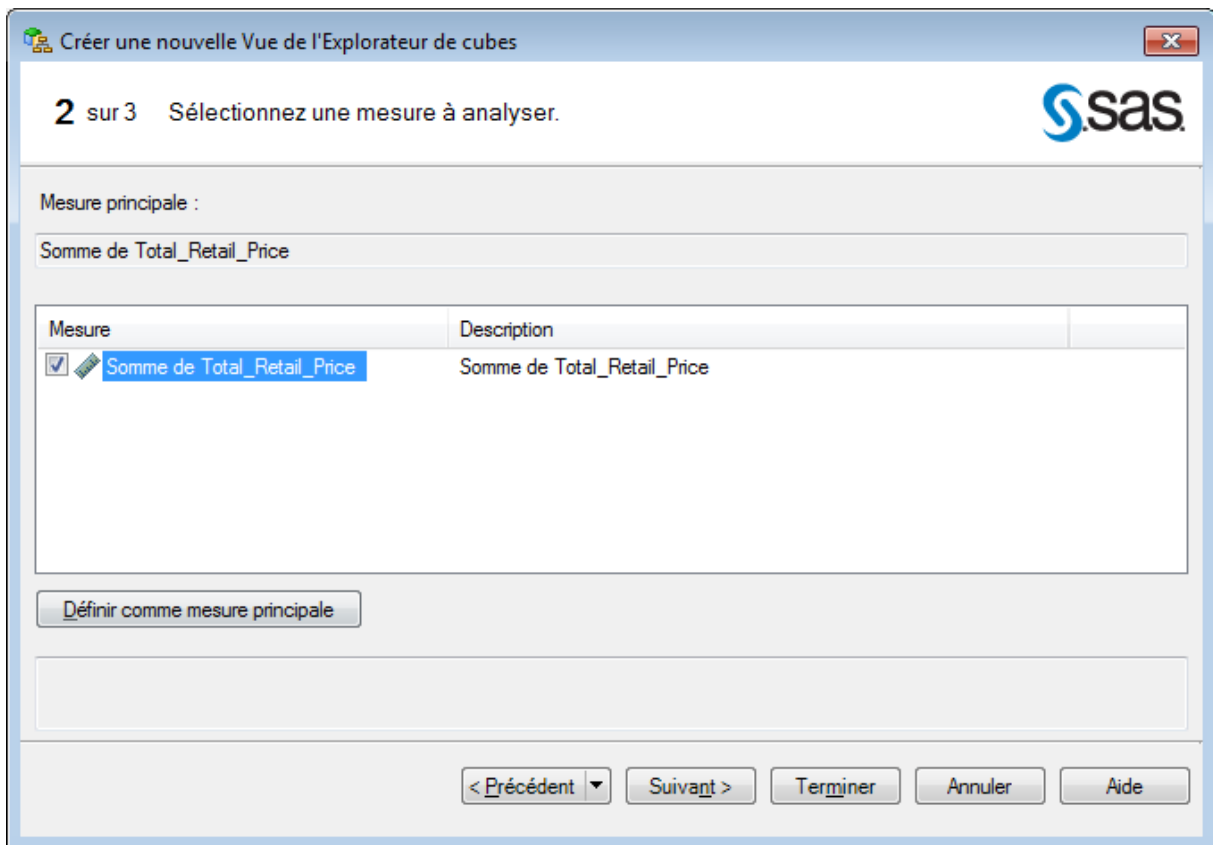 Créer une nouvelle Vue de l'Explorateur de cubes
2 sur 3 Sélectionnez une mesure à analyser.
sas
Mesure principale :
Somme de Total_Retail_Price
Mesure Description
Somme de Total_Retail_Price Somme de Total_Retail_Price
Définir comme mesure principale
< Précédent Suivant > Terminer Annuler Aide